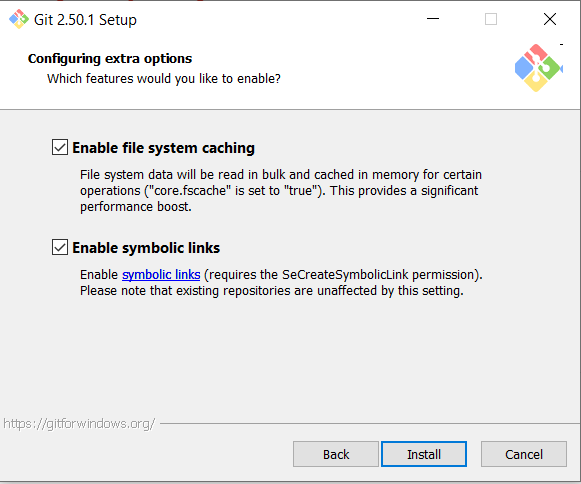 Git 2.50.1 Setup
Configuring extra options
Which features would you like to enable?
Enable file system caching
File system data will be read in bulk and cached in memory for certain
operations ("core.fscache" is set to "true"). This provides a significant
performance boost.
Enable symbolic links
Enable symbolic links (requires the SeCreateSymbolicLink permission).
Please note that existing repositories are unaffected by this setting.
https://gitforwindows.org/
Back Install Cancel